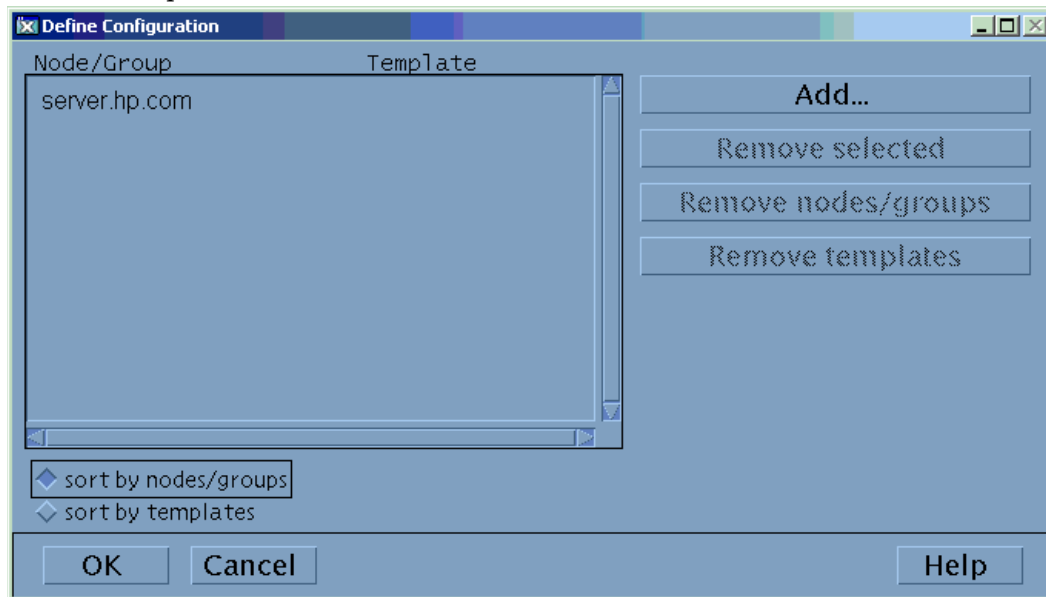 Define Configuration
Node/Group Template
server.hp.com
Add...
Remove selected
Remove nodes/groups
Remove templates
sort by nodes/groups
sort by templates
OK Cancel Help